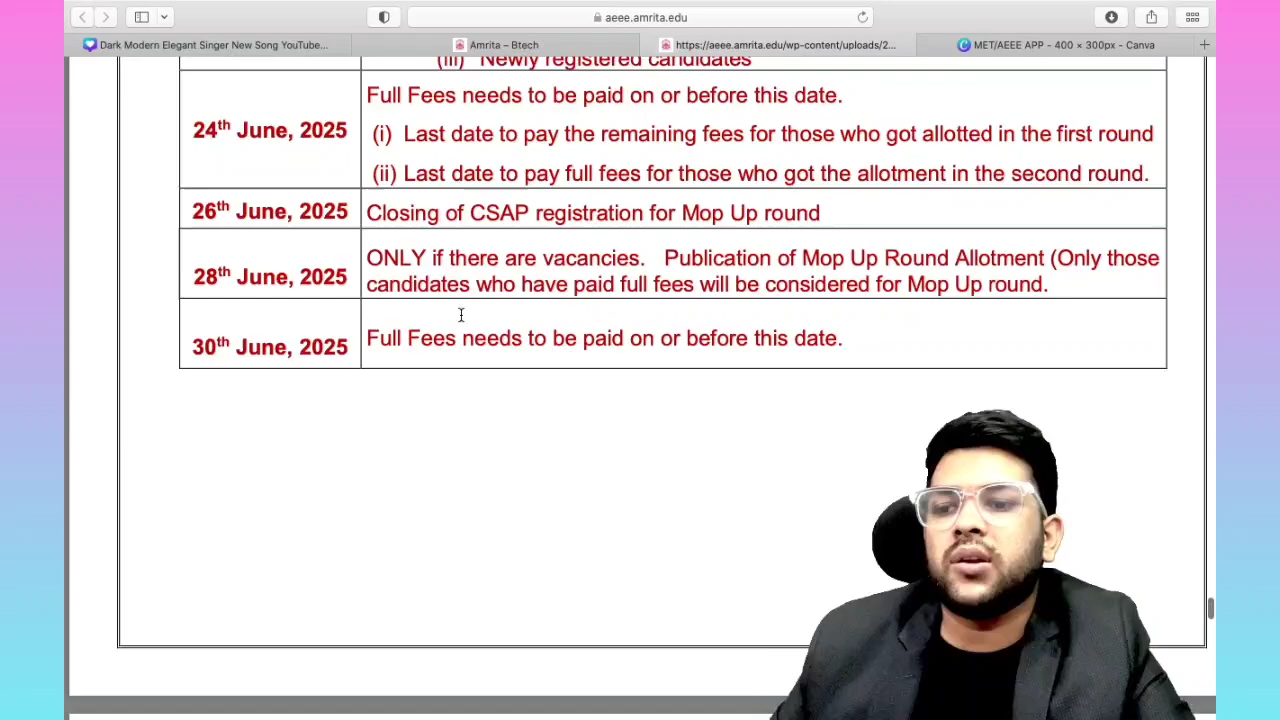 aeee.amrita.edu
Dark Modern Elegant Singer New Song YouTube...
Amrita – Btech
https://aeee.amrita.edu/wp-content/uploads/2...
MET/AEEE APP - 400 × 300px - Canva
(iii) Newly registered candidates
24th June, 2025
Full Fees needs to be paid on or before this date.
(i) Last date to pay the remaining fees for those who got allotted in the first round
(ii) Last date to pay full fees for those who got the allotment in the second round.
26th June, 2025
Closing of CSAP registration for Mop Up round
28th June, 2025
ONLY if there are vacancies. Publication of Mop Up Round Allotment (Only those
candidates who have paid full fees will be considered for Mop Up round.
30th June, 2025
Full Fees needs to be paid on or before this date.